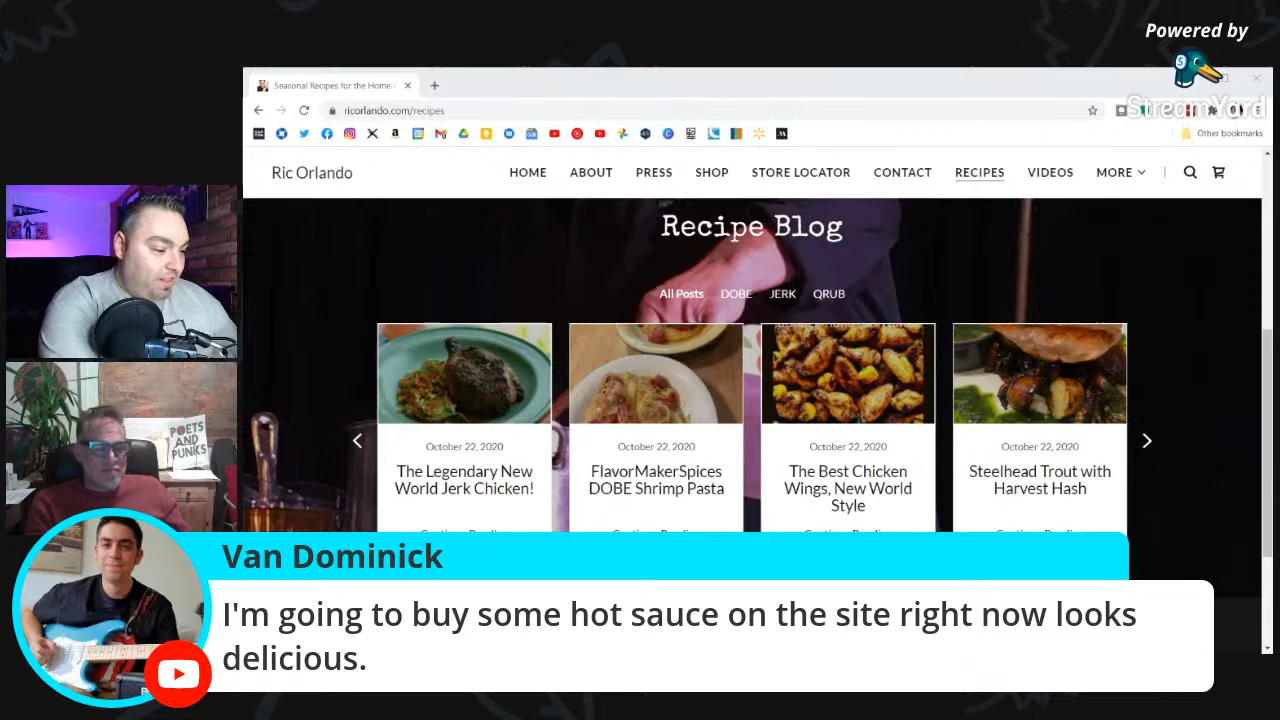 Powered by
StreamYard
Seasonal Recipes for the Home
ricorlando.com/recipes
Other bookmarks
Ric Orlando
HOME ABOUT PRESS SHOP STORE LOCATOR CONTACT RECIPES VIDEOS MORE
Recipe Blog
All Posts DOBE JERK QRUB
October 22, 2020
The Legendary New
World Jerk Chicken!
October 22, 2020
FlavorMakerSpices
DOBE Shrimp Pasta
October 22, 2020
The Best Chicken
Wings, New World
Style
October 22, 2020
Steelhead Trout with
Harvest Hash
POETS
AND
PUNKS
Van Dominick
I'm going to buy some hot sauce on the site right now looks
delicious.